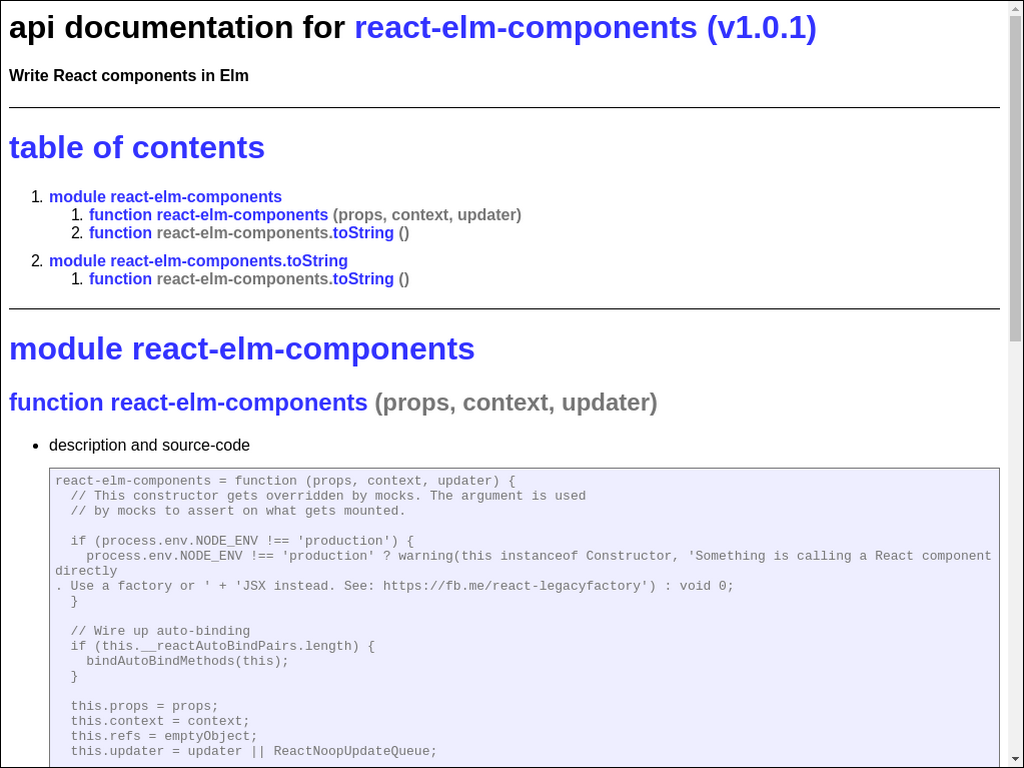 api documentation for react-elm-components (v1.0.1)
Write React components in Elm
table of contents
1. module react-elm-components
1. function react-elm-components (props, context, updater)
2. function react-elm-components.toString ()
2. module react-elm-components.toString
1. function react-elm-components.toString ()
module react-elm-components
function react-elm-components (props, context, updater)
• description and source-code
react-elm-components = function (props, context, updater) {
  // This constructor gets overridden by mocks. The argument is used
  // by mocks to assert on what gets mounted.

  if (process.env.NODE_ENV !== 'production') {
    process.env.NODE_ENV !== 'production' ? warning(this instanceof Constructor, 'Something is calling a React component
directly
. Use a factory or ' + 'JSX instead. See: https://fb.me/react-legacyfactory') : void 0;
  }

  // Wire up auto-binding
  if (this.__reactAutoBindPairs.length) {
    bindAutoBindMethods(this);
  }

  this.props = props;
  this.context = context;
  this.refs = emptyObject;
  this.updater = updater || ReactNoopUpdateQueue;